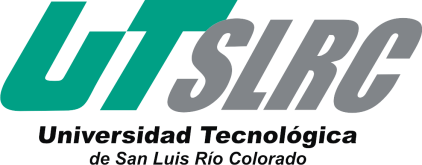 UTSLRC
Universidad Tecnológica
de San Luis Río Colorado